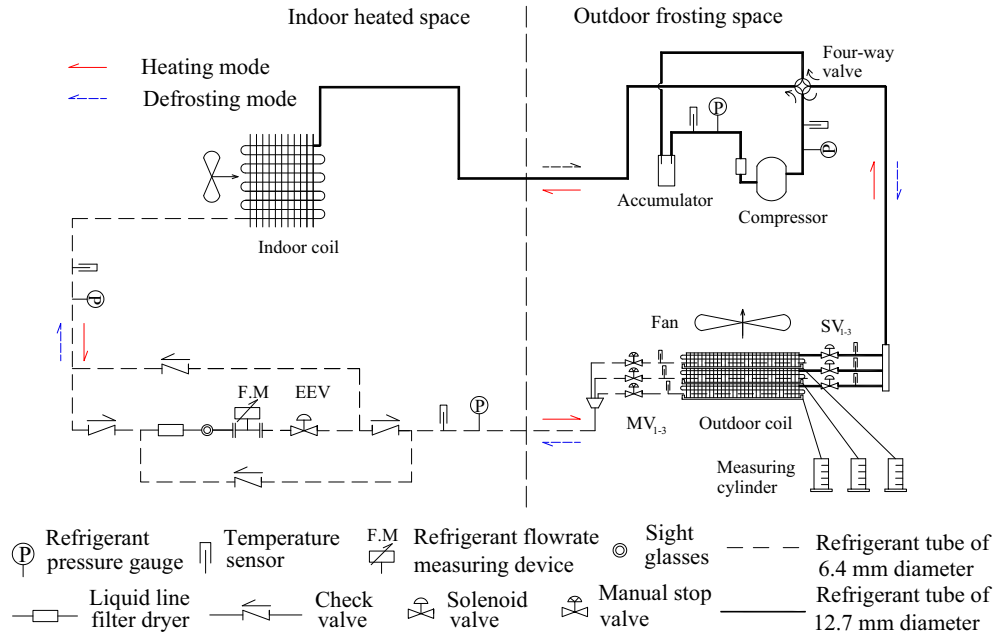 Indoor heated space
Outdoor frosting space
Heating mode
Defrosting mode
Four-way
valve
P
P
Accumulator
Compressor
Indoor coil
P
Fan
SV1-3
F.M
EEV
P
MV1-3
Outdoor coil
Measuring
cylinder
P
Refrigerant
pressure gauge
Temperature
sensor
F.M
Refrigerant flowrate
measuring device
Sight
glasses
Refrigerant tube of
6.4 mm diameter
Liquid line
filter dryer
Check
valve
Solenoid
valve
Manual stop
valve
Refrigerant tube of
12.7 mm diameter